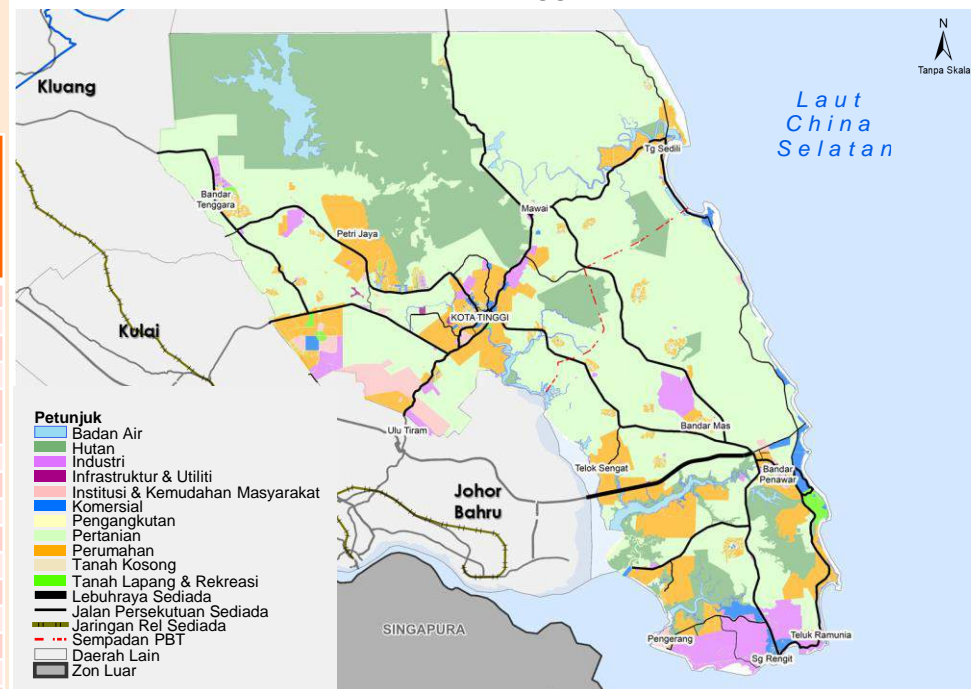 N
Tanpa Skala
Kluang
Laut
China
Selatan
Tg Sedili
Bandar
Tenggara
Mawai
Petri Jaya
KOTA TINGGI
Kulai
Ulu Tiram
Bandar Mas
Telok Sengat
Bandar
Penawar
Johor
Bahru
SINGAPURA
Pengerang
Teluk Ramunia
Sg Rengit
Petunjuk
Badan Air
Hutan
Industri
Infrastruktur & Utiliti
Institusi & Kemudahan Masyarakat
Komersial
Pengangkutan
Pertanian
Perumahan
Tanah Kosong
Tanah Lapang & Rekreasi
Lebuhraya Sediada
Jalan Persekutuan Sediada
Jaringan Rel Sediada
Sempadan PBT
Daerah Lain
Zon Luar